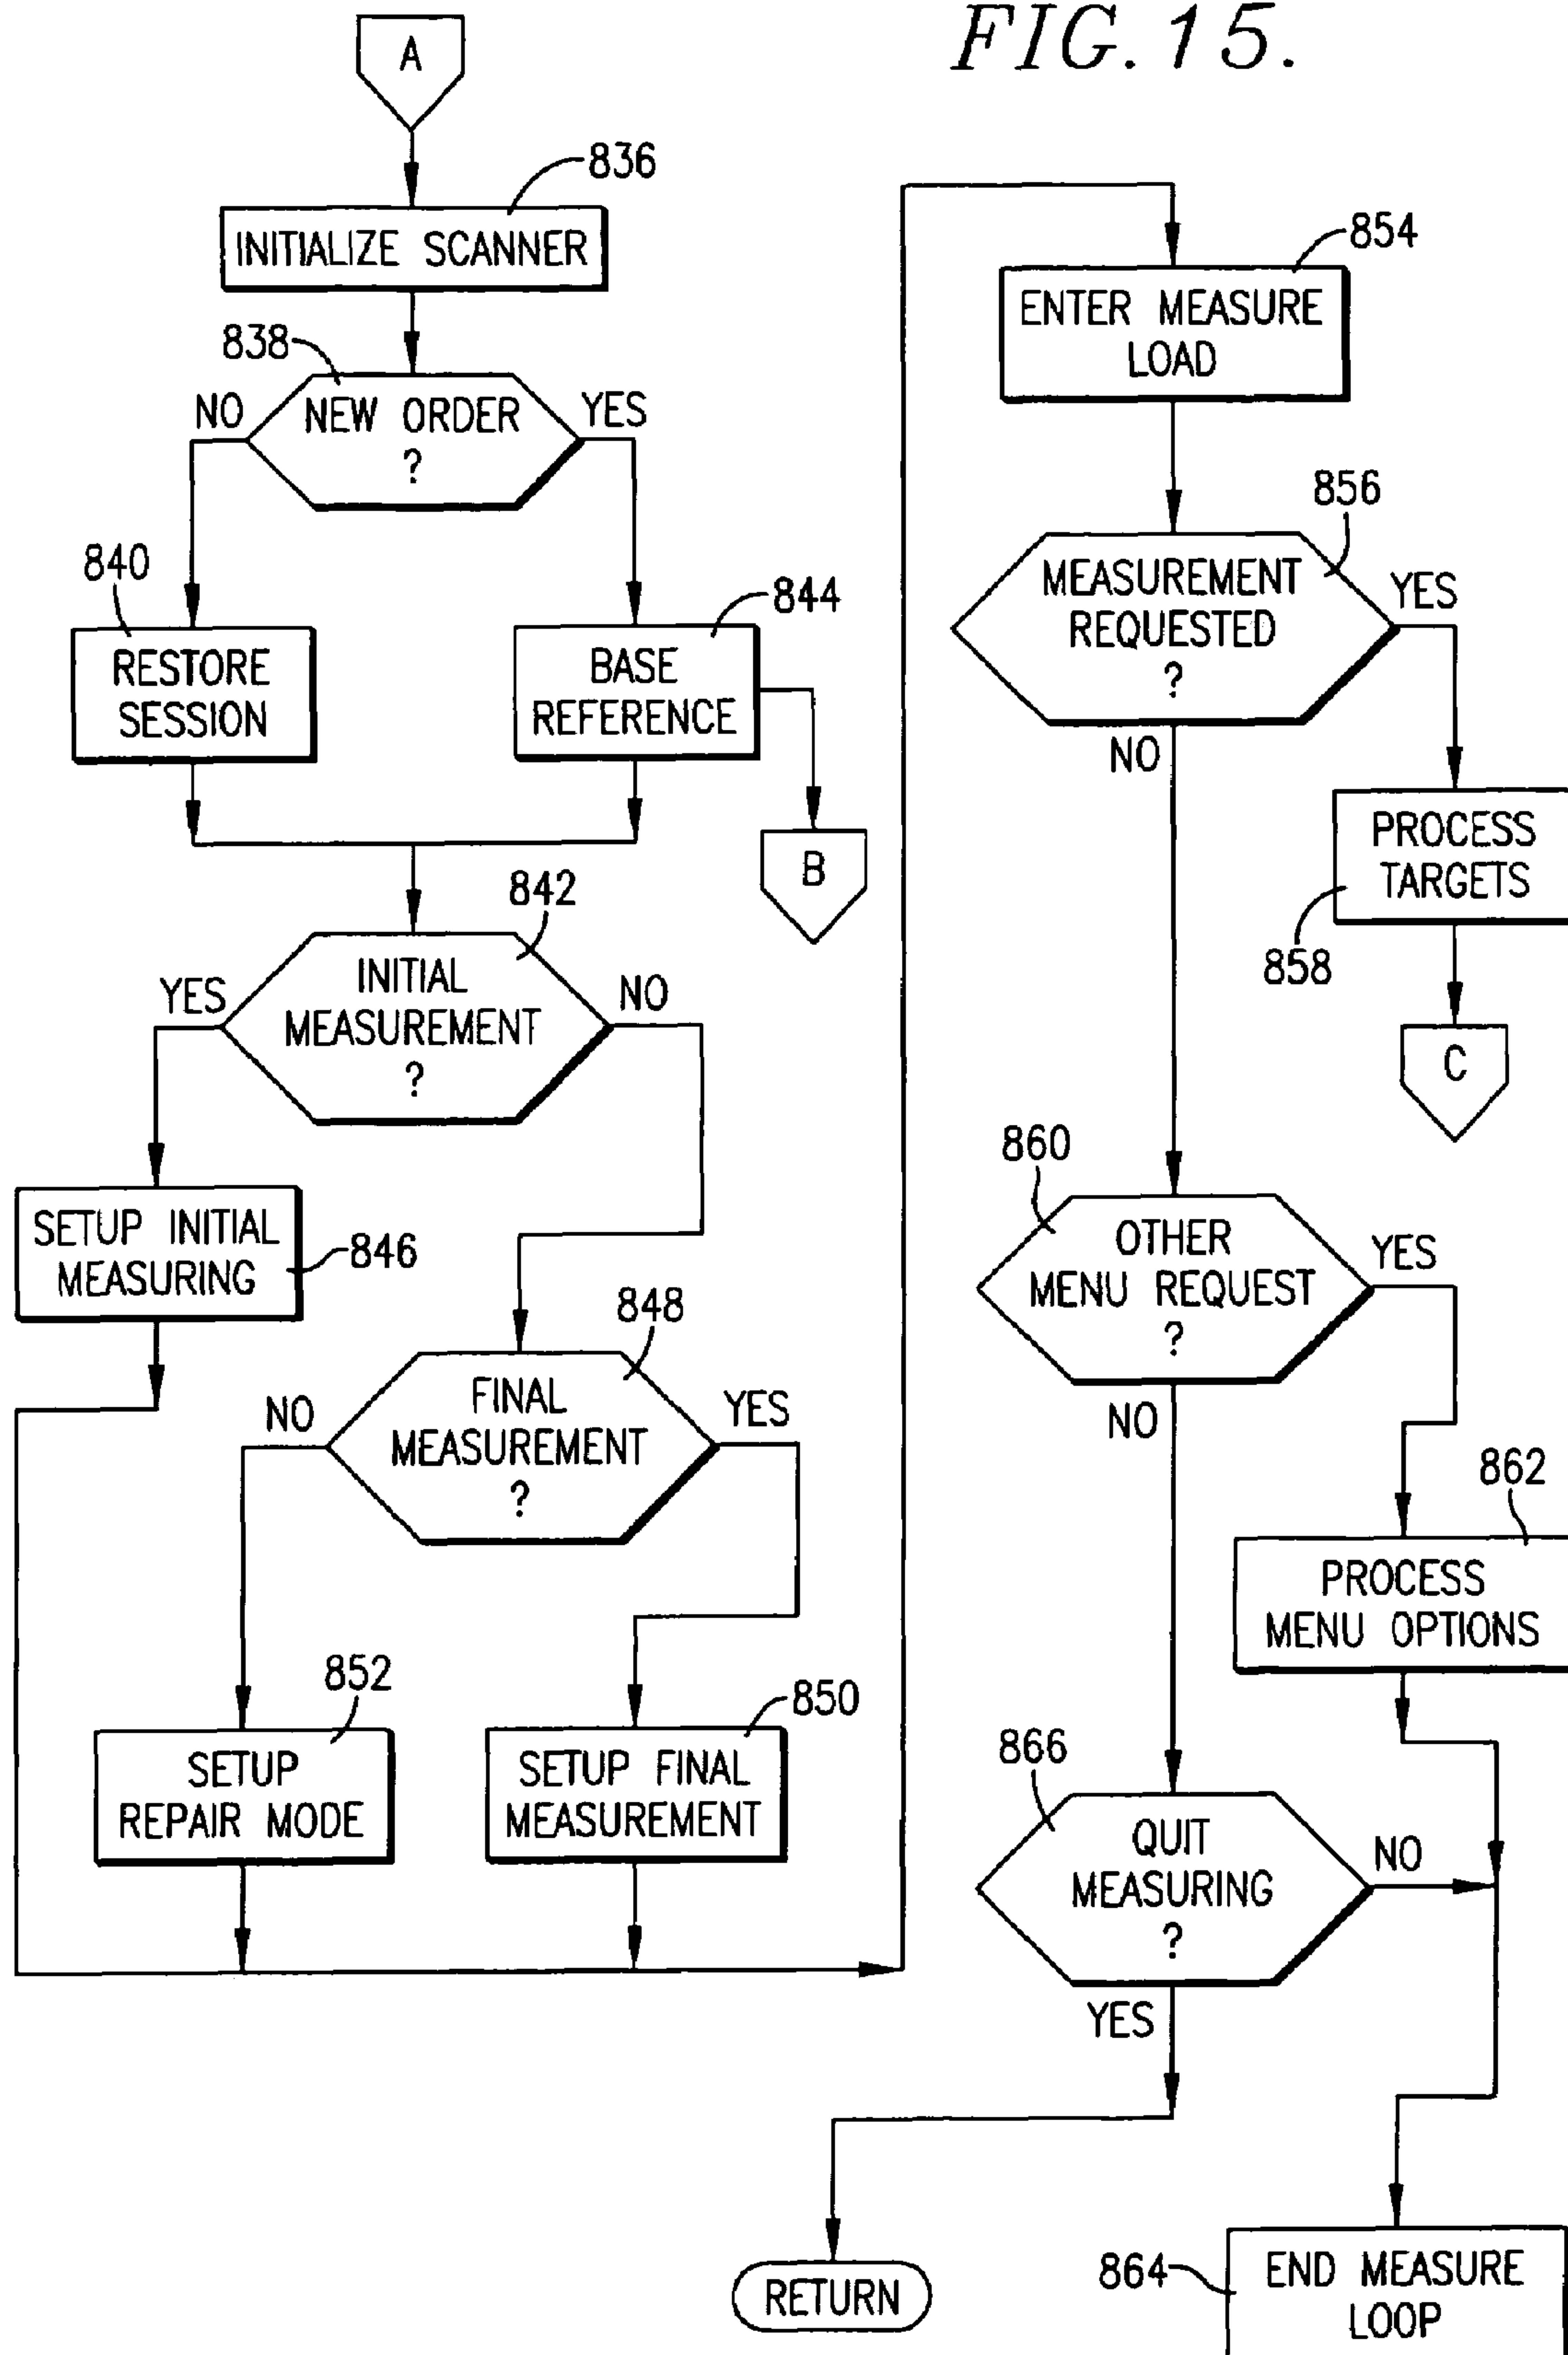 FIG. 15.
A
836
INITIALIZE SCANNER
838
NO
NEW ORDER
?
YES
840
RESTORE
SESSION
844
BASE
REFERENCE
B
842
YES
INITIAL
MEASUREMENT
?
NO
SETUP INITIAL
MEASURING
846
848
NO
FINAL
MEASUREMENT
?
YES
852
SETUP
REPAIR MODE
850
SETUP FINAL
MEASUREMENT
854
ENTER MEASURE
LOAD
856
MEASUREMENT
REQUESTED
?
YES
NO
PROCESS
TARGETS
858
C
860
OTHER
MENU REQUEST
?
YES
NO
862
PROCESS
MENU OPTIONS
866
QUIT
MEASURING
?
NO
YES
RETURN
864
END MEASURE
LOOP